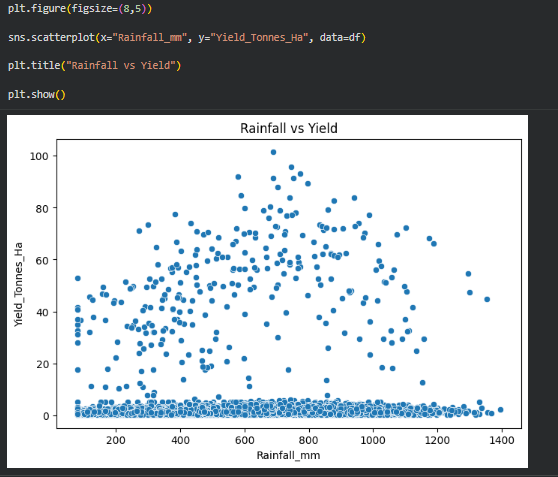 plt.figure(figsize=(8,5))
sns.scatterplot(x="Rainfall_mm", y="Yield_Tonnes_Ha", data=df)
plt.title("Rainfall vs Yield")
plt.show()
Rainfall vs Yield
Yield_Tonnes_Ha
100
80
60
40
20
0
200
400
600
800
1000
1200
1400
Rainfall_mm